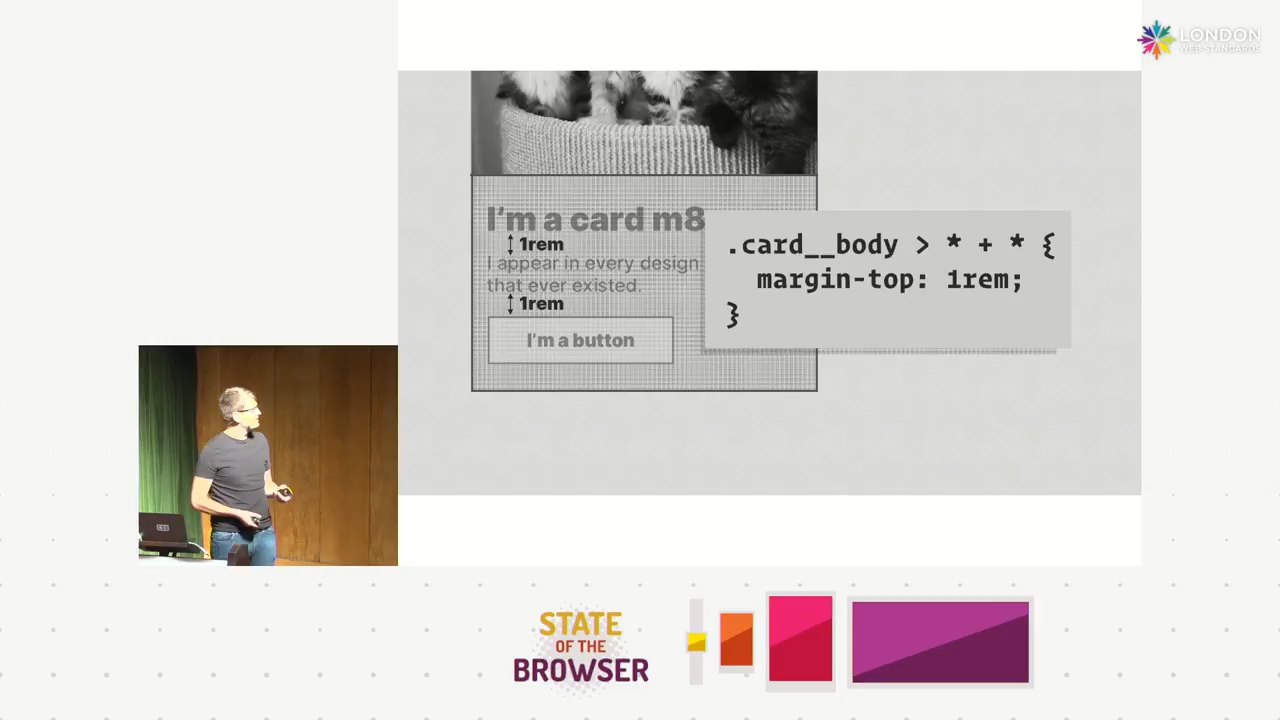 LONDON
WEB STANDARDS
I'm a card m8
1rem
I appear in every design
that ever existed.
1rem
I'm a button
.card__body > * + * {
margin-top: 1rem;
}
STATE
OF THE
BROWSER